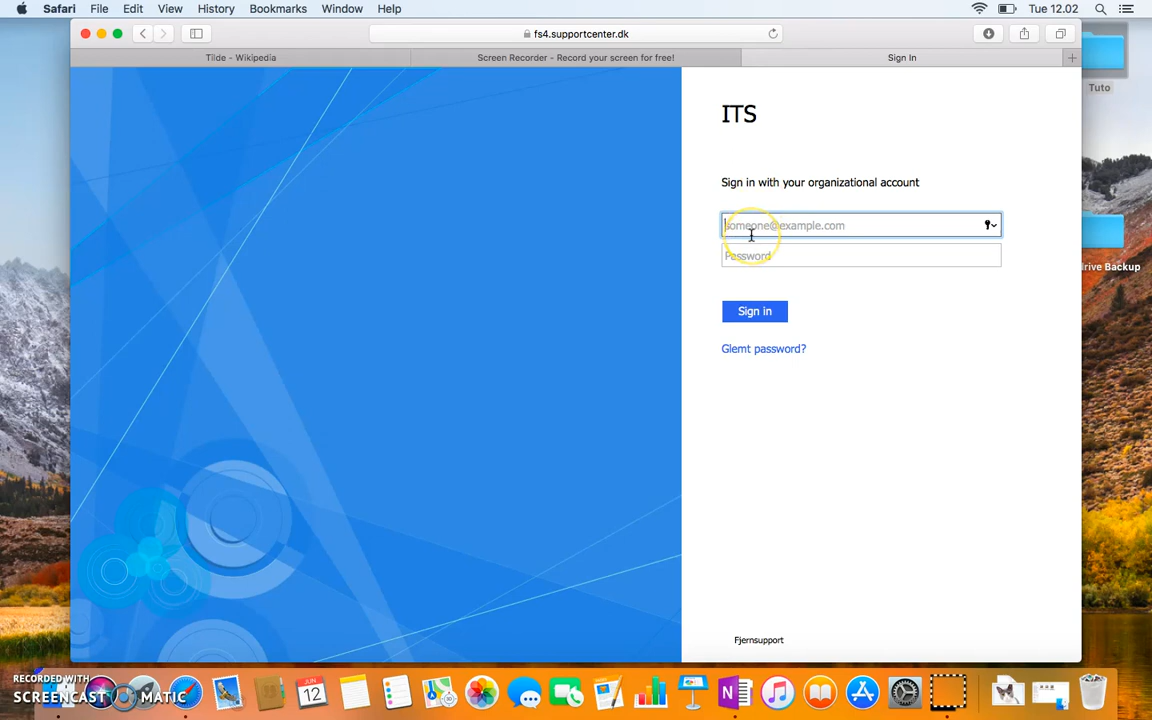 Safari File Edit View History Bookmarks Window Help Tue 12.02
fs4.supportcenter.dk
Tilde - Wikipedia Screen Recorder - Record your screen for free! Sign In
Tuto
ITS
Sign in with your organizational account
someone@example.com
Password
Sign in
Glemt password?
drive Backup
Fjernsupport
RECORDED WITH
SCREENCAST MATIC
12